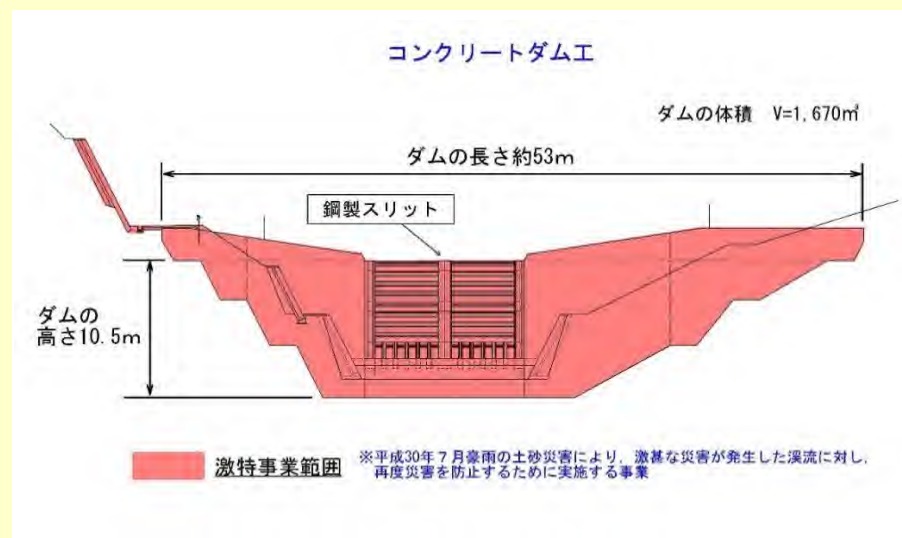 コンクリートダム工
ダムの体積 V=1,670㎥
ダムの長さ約53m
鋼製スリット
ダムの
高さ10.5m
激特事業範囲
※平成30年7月豪雨の土砂災害により、激甚な災害が発生した渓流に対し、
再度災害を防止するために実施する事業